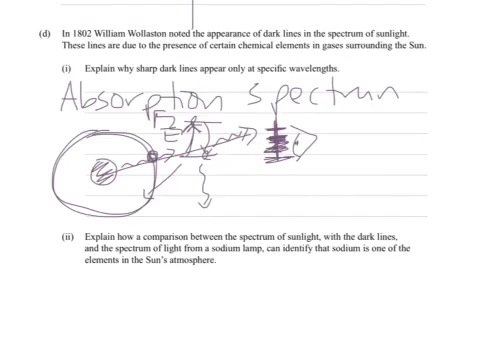 (d) In 1802 William Wollaston noted the appearance of dark lines in the spectrum of sunlight.
These lines are due to the presence of certain chemical elements in gases surrounding the Sun.
(i) Explain why sharp dark lines appear only at specific wavelengths.
Absorption Spectrum
(ii) Explain how a comparison between the spectrum of sunlight, with the dark lines,
and the spectrum of light from a sodium lamp, can identify that sodium is one of the
elements in the Sun's atmosphere.